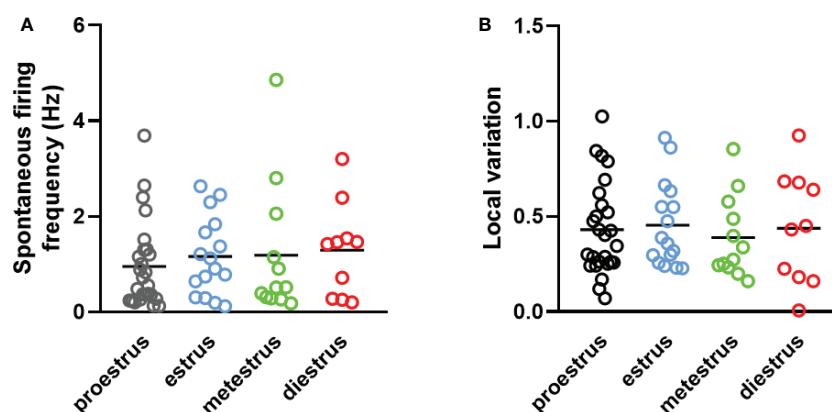 A
Spontaneous firing
frequency (Hz)
6
4
2
0
proestrus
estrus
metestrus
diestrus
B
Local variation
1.5
1.0
0.5
0.0
proestrus
estrus
metestrus
diestrus